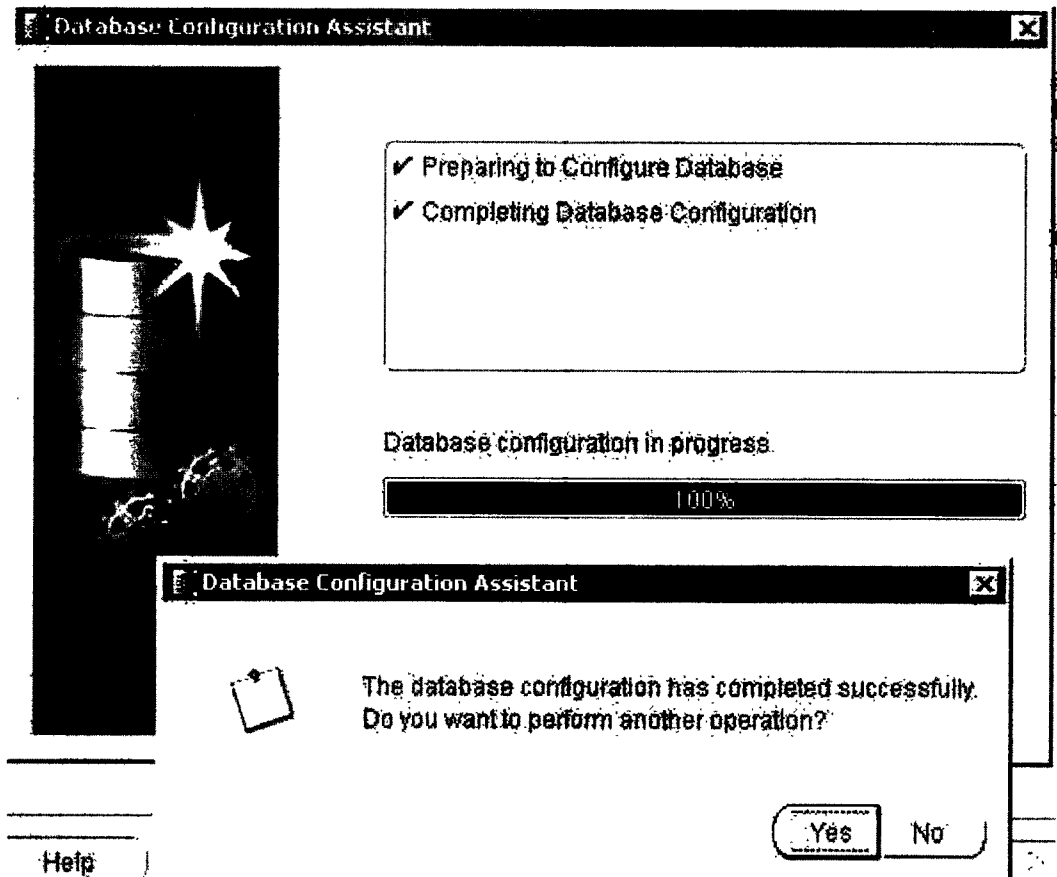 Database Configuration Assistant
✔ Preparing to Configure Database
✔ Completing Database Configuration
Database configuration in progress.
100%
Database Configuration Assistant
The database configuration has completed successfully.
Do you want to perform another operation?
Yes
No
Help